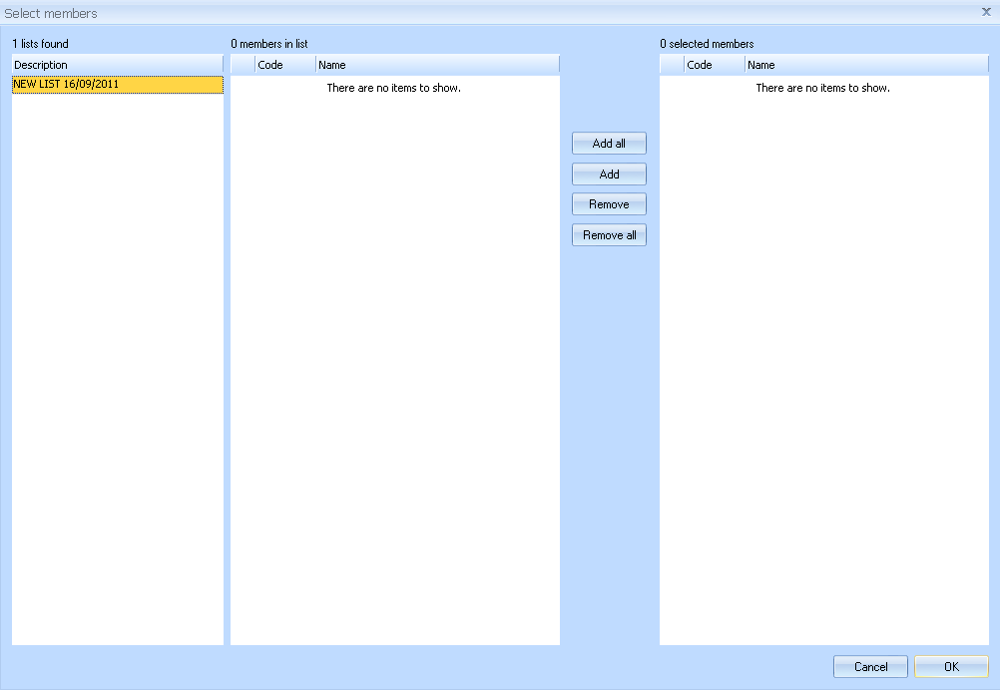 Select members
1 lists found
0 members in list
0 selected members
Description
Code
Name
Code
Name
NEW LIST 16/09/2011
There are no items to show.
There are no items to show.
Add all
Add
Remove
Remove all
Cancel
OK